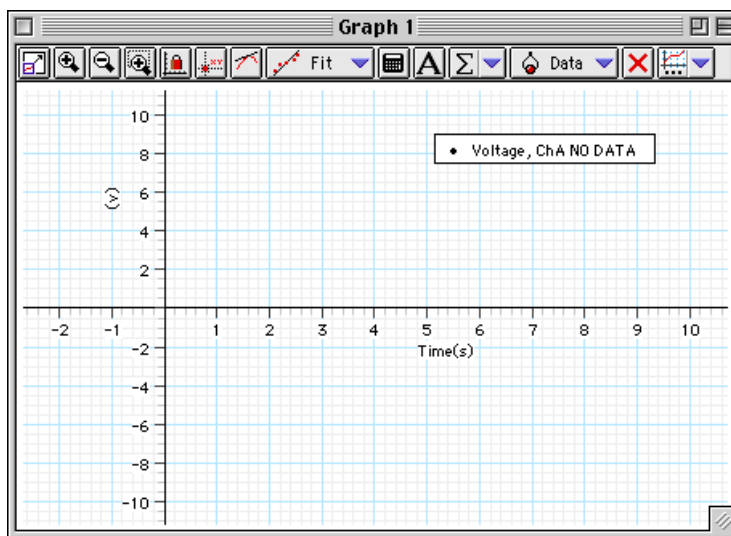 Graph 1
xy Fit A Σ Data
10
Voltage, ChA NO DATA
8
(V)
6
4
2
-2 -1 1 2 3 4 5 6 7 8 9 10
-2
Time(s)
-4
-6
-8
-10